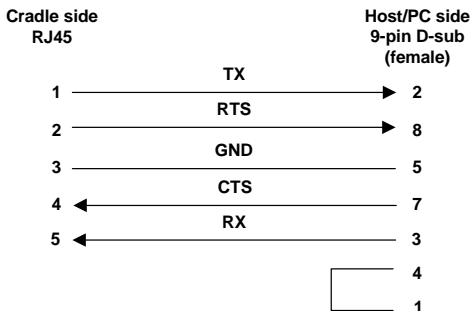 Cradle side
RJ45
Host/PC side
9-pin D-sub
(female)
TX
1 2
RTS
2 8
GND
3 5
CTS
4 7
RX
5 3
4
1